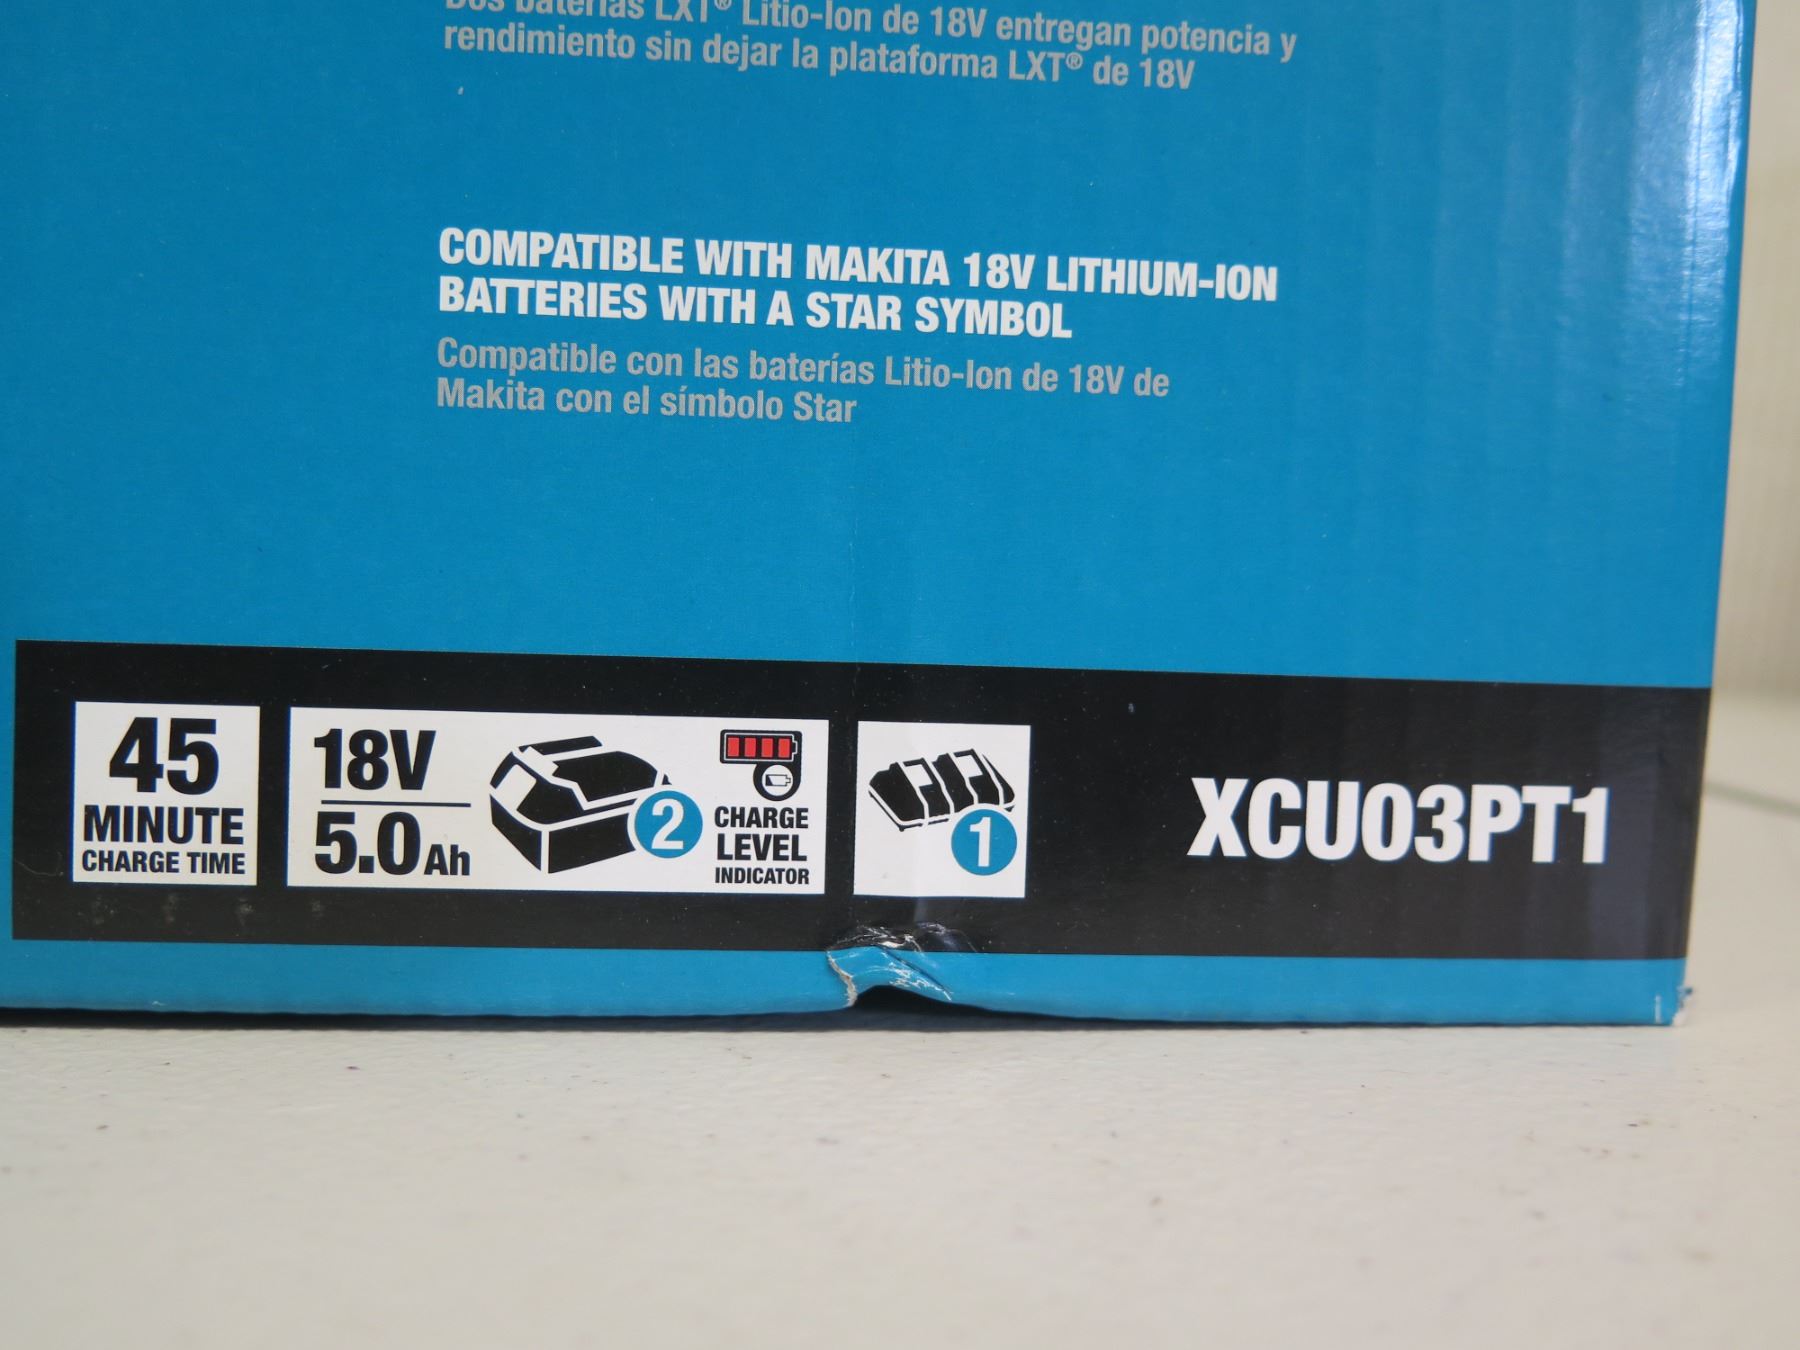 Dos baterías LXT® Litio-Ion de 18V entregan potencia y
rendimiento sin dejar la plataforma LXT® de 18V
COMPATIBLE WITH MAKITA 18V LITHIUM-ION
BATTERIES WITH A STAR SYMBOL
Compatible con las baterías Litio-Ion de 18V de
Makita con el símbolo Star
45
MINUTE
CHARGE TIME
18V
5.0 Ah
2
CHARGE
LEVEL
INDICATOR
1
XCU03PT1